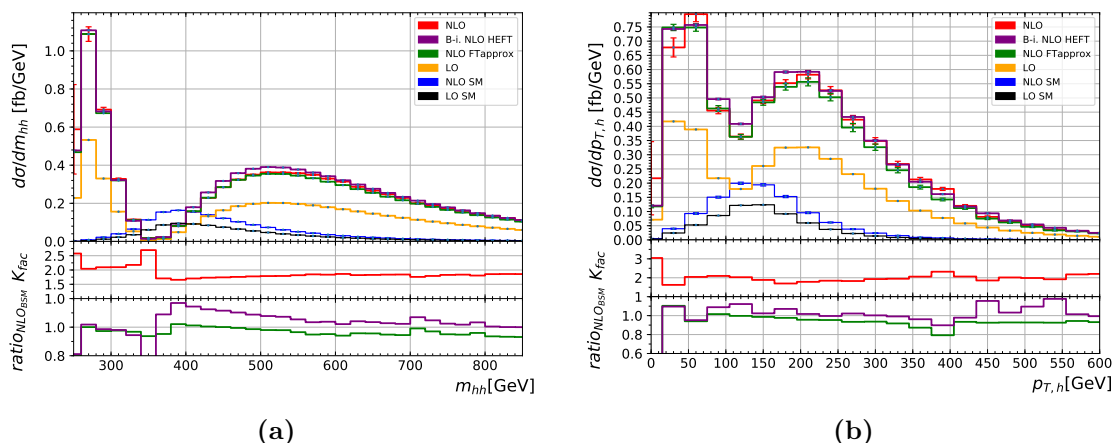 dσ/dm_hh [fb/GeV]
1.0
0.8
0.6
0.4
0.2
0.0
NLO
B-i. NLO HEFT
NLO FTapprox
LO
NLO SM
LO SM
K_fac
2.5
2.0
1.5
ratio_NLO_BSM
1.0
1.0
0.8
300 400 500 600 700 800
m_hh[GeV]
(a)
dσ/dp_T,h [fb/GeV]
0.75
0.70
0.65
0.60
0.55
0.50
0.45
0.40
0.35
0.30
0.25
0.20
0.15
0.10
0.05
0.00
NLO
B-i. NLO HEFT
NLO FTapprox
LO
NLO SM
LO SM
K_fac
3
2
1
ratio_NLO_BSM
1.0
0.8
0.6
0 50 100 150 200 250 300 350 400 450 500 550 600
p_T,h[GeV]
(b)